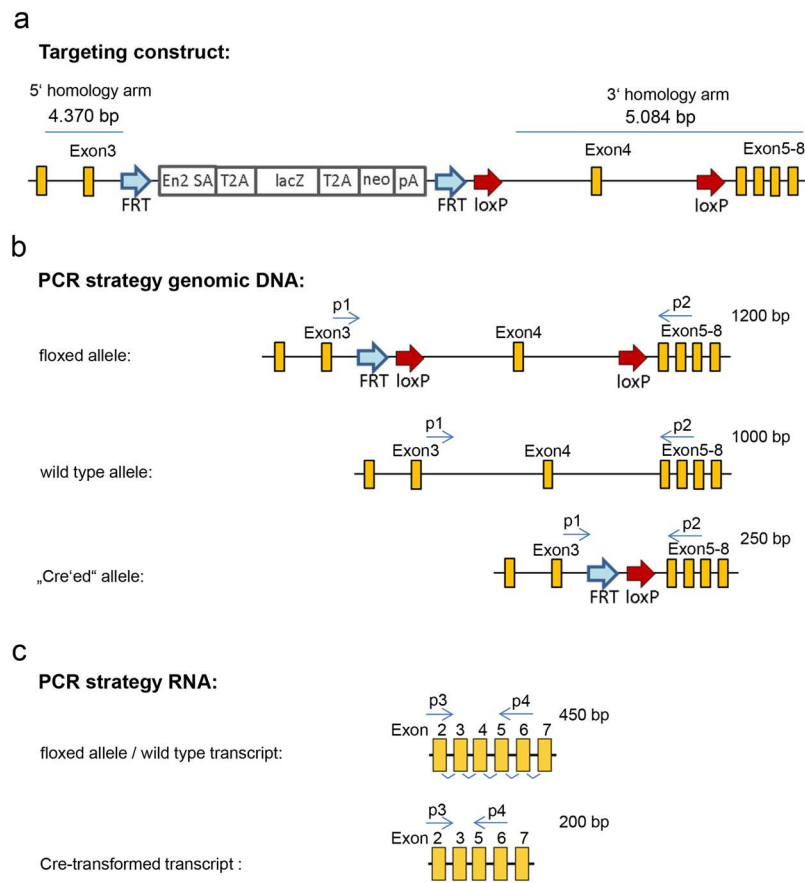 a
Targeting construct:
5‘ homology arm
4.370 bp
3‘ homology arm
5.084 bp
Exon3
Exon4
Exon5-8
En2 SA T2A lacZ T2A neo pA
FRT
FRT
loxP
loxP
b
PCR strategy genomic DNA:
p1
p2
1200 bp
Exon3
Exon4
Exon5-8
floxed allele:
FRT
loxP
loxP
p1
p2
1000 bp
Exon3
Exon4
Exon5-8
wild type allele:
p1
p2
250 bp
Exon3
Exon5-8
„Cre‘ed“ allele:
FRT
loxP
c
PCR strategy RNA:
p3
p4
450 bp
Exon 2 3 4 5 6 7
floxed allele / wild type transcript:
p3
p4
200 bp
Exon 2 3 5 6 7
Cre-transformed transcript :